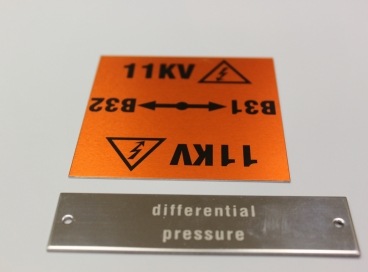 11KV
B31 B32
11KV
differential
pressure